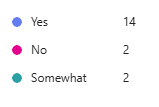 Yes 14
No 2
Somewhat 2